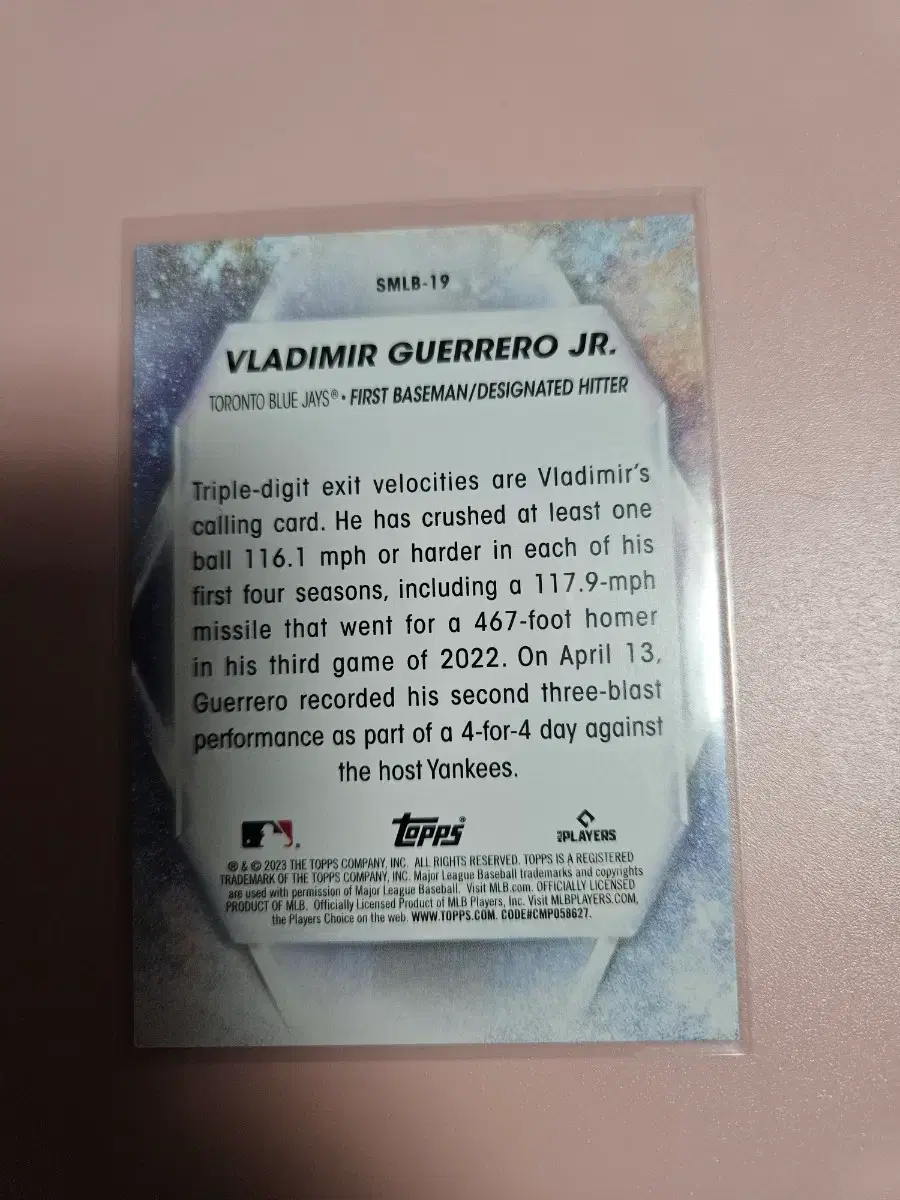 SMLB-19
VLADIMIR GUERRERO JR.
TORONTO BLUE JAYS® • FIRST BASEMAN/DESIGNATED HITTER
Triple-digit exit velocities are Vladimir's
calling card. He has crushed at least one
ball 116.1 mph or harder in each of his
first four seasons, including a 117.9-mph
missile that went for a 467-foot homer
in his third game of 2022. On April 13,
Guerrero recorded his second three-blast
performance as part of a 4-for-4 day against
the host Yankees.
topps®
PLAYERS
® & © 2023 THE TOPPS COMPANY, INC. ALL RIGHTS RESERVED. TOPPS IS A REGISTERED
TRADEMARK OF THE TOPPS COMPANY, INC. Major League Baseball trademarks and copyrights
are used with permission of Major League Baseball. Visit MLB.com. OFFICIALLY LICENSED
PRODUCT OF MLB. Officially Licensed Product of MLB Players, Inc. Visit MLBPLAYERS.COM,
the Players Choice on the web. WWW.TOPPS.COM. CODE#CMP058627.